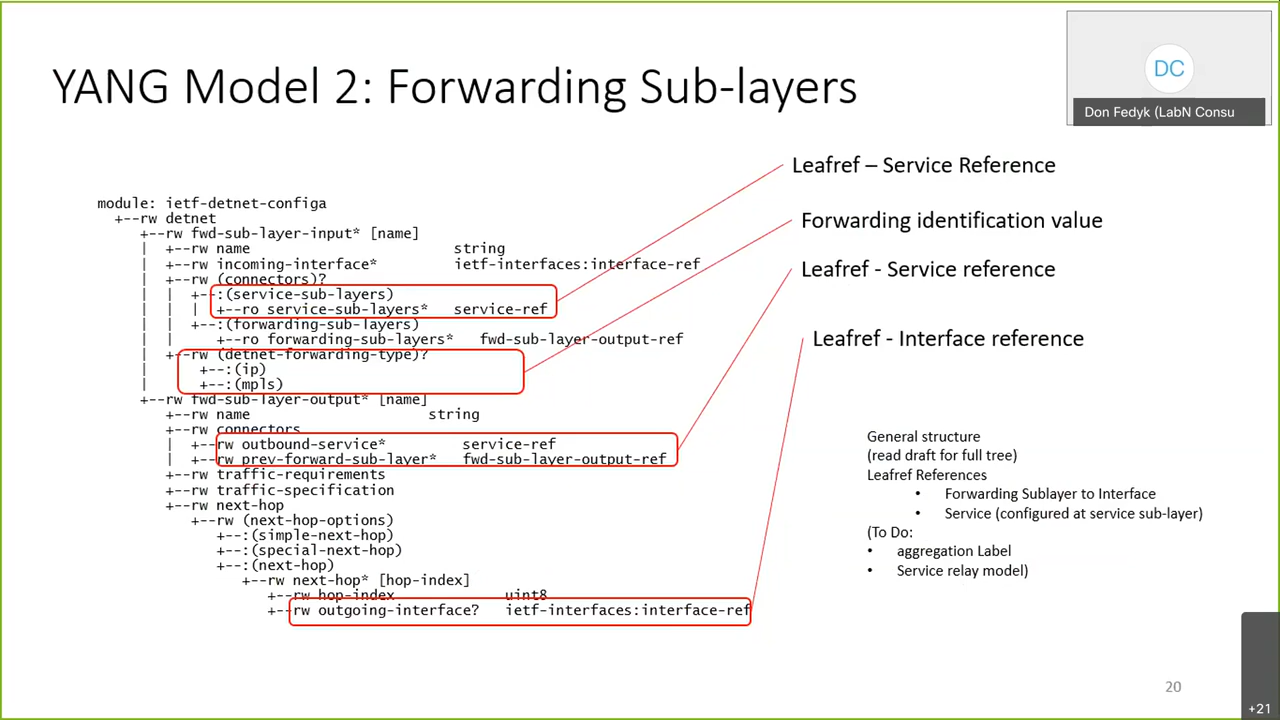 YANG Model 2: Forwarding Sub-layers
DC
Don Fedyk (LabN Consu
Leafref – Service Reference
Forwarding identification value
Leafref - Service reference
Leafref - Interface reference
module: ietf-detnet-configa
+--rw detnet
+--rw fwd-sub-layer-input* [name]
| +--rw name string
| +--rw incoming-interface* ietf-interfaces:interface-ref
| +--rw (connectors)?
| | +--:(service-sub-layers)
| | | +--ro service-sub-layers* service-ref
| | +--:(forwarding-sub-layers)
| | +--ro forwarding-sub-layers* fwd-sub-layer-output-ref
| +--rw (detnet-forwarding-type)?
| +--:(ip)
| +--:(mpls)
+--rw fwd-sub-layer-output* [name]
+--rw name string
+--rw connectors
| +--rw outbound-service* service-ref
| +--rw prev-forward-sub-layer* fwd-sub-layer-output-ref
+--rw traffic-requirements
+--rw traffic-specification
+--rw next-hop
+--rw (next-hop-options)
+--:(simple-next-hop)
+--:(special-next-hop)
+--:(next-hop)
+--rw next-hop* [hop-index]
+--rw hop-index uint8
+--rw outgoing-interface? ietf-interfaces:interface-ref
General structure
(read draft for full tree)
Leafref References
• Forwarding Sublayer to Interface
• Service (configured at service sub-layer)
(To Do:
• aggregation Label
• Service relay model)
20
+21